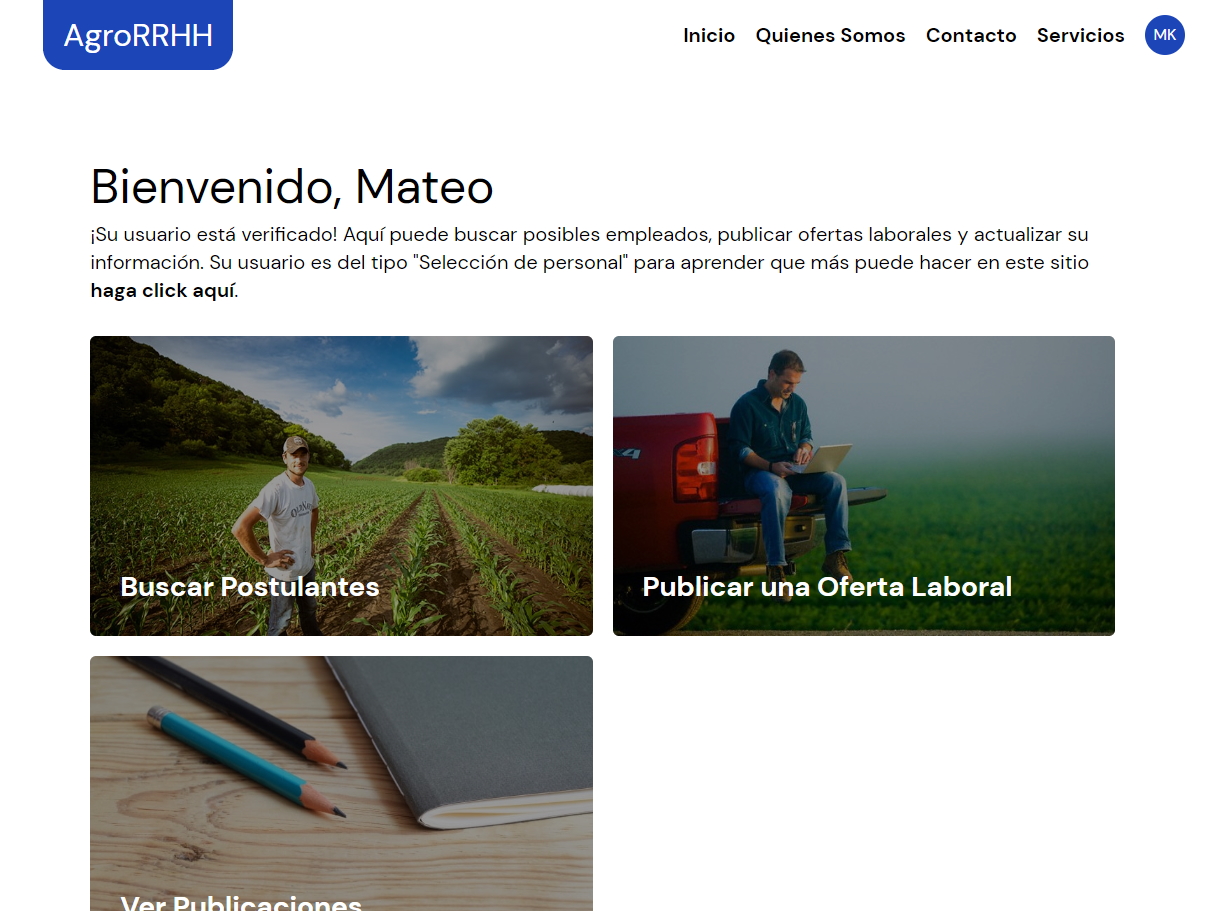 AgroRRHH
Inicio Quienes Somos Contacto Servicios MK
Bienvenido, Mateo
¡Su usuario está verificado! Aquí puede buscar posibles empleados, publicar ofertas laborales y actualizar su
información. Su usuario es del tipo "Selección de personal" para aprender que más puede hacer en este sitio
haga click aquí.
Buscar Postulantes
Publicar una Oferta Laboral
Ver Publicaciones